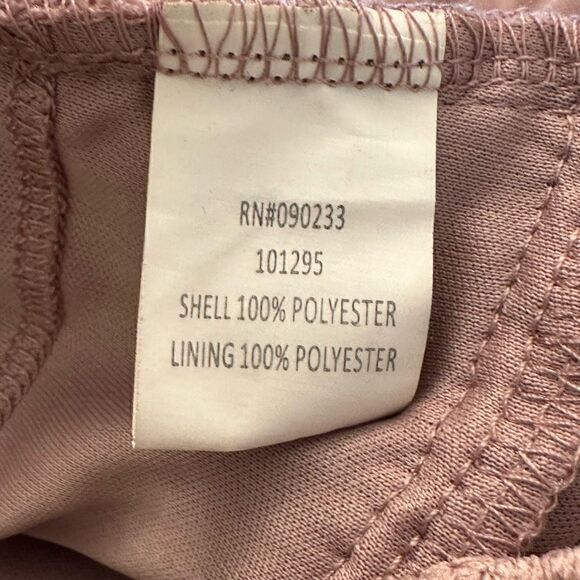 RN#090233
101295
SHELL 100% POLYESTER
LINING 100% POLYESTER